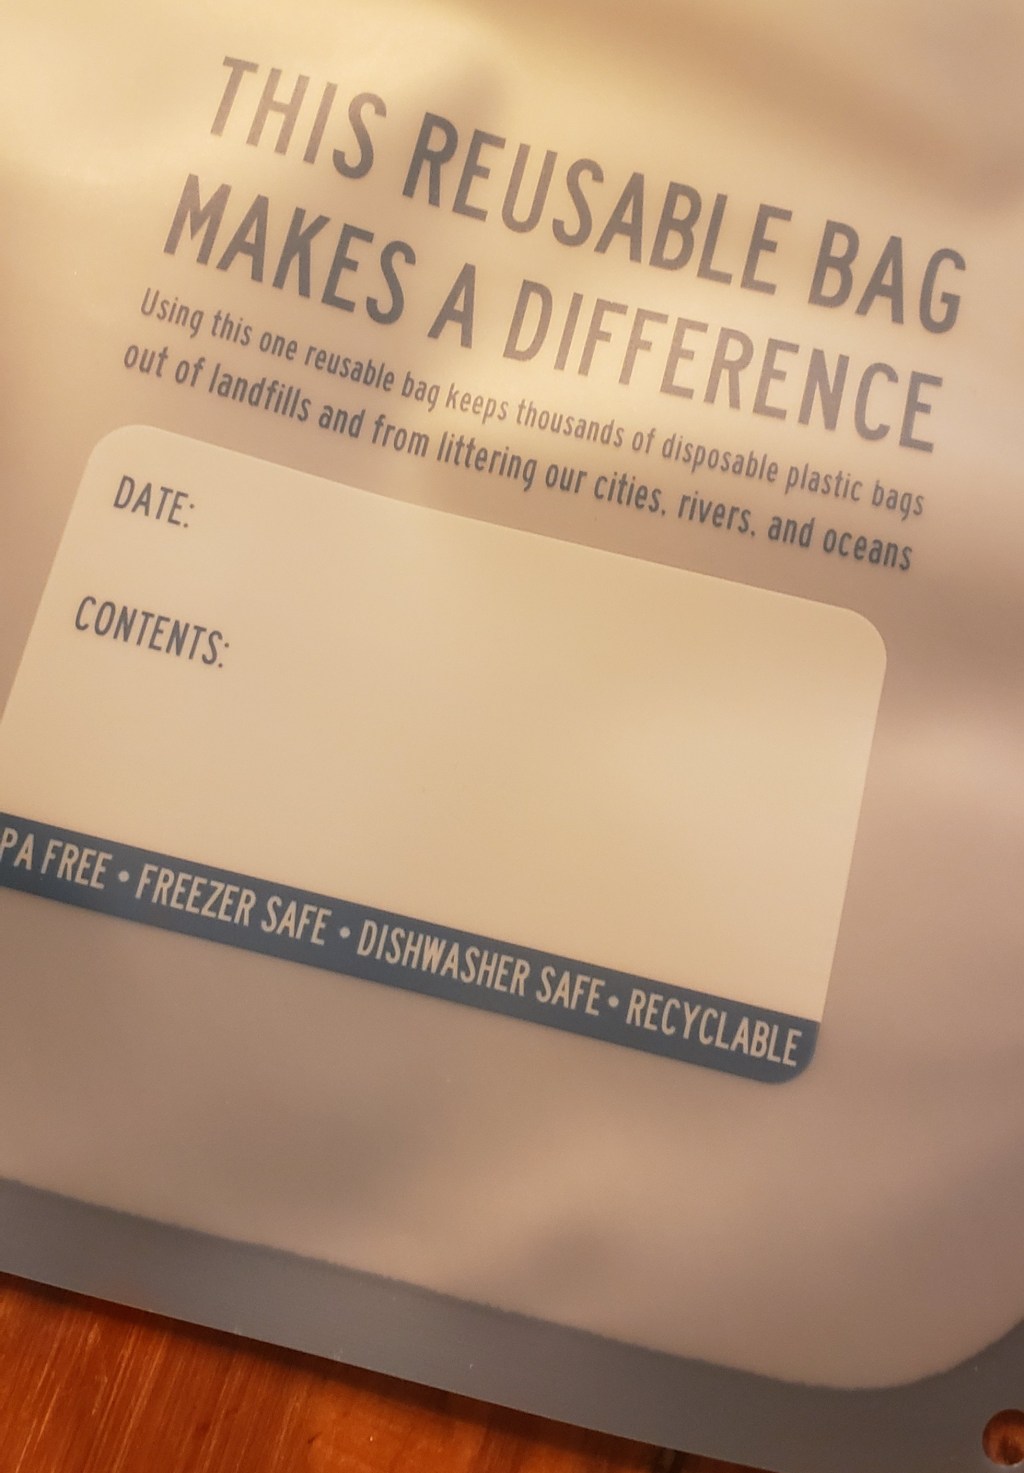 THIS REUSABLE BAG
MAKES A DIFFERENCE
Using this one reusable bag keeps thousands of disposable plastic bags
out of landfills and from littering our cities, rivers, and oceans
DATE:
CONTENTS:
PA FREE • FREEZER SAFE • DISHWASHER SAFE • RECYCLABLE